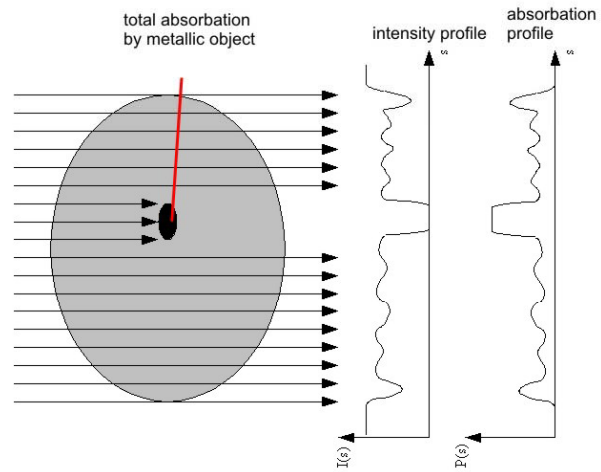 total absorbation
by metallic object
intensity profile
absorbation
profile
s
s
I(s)
P(s)